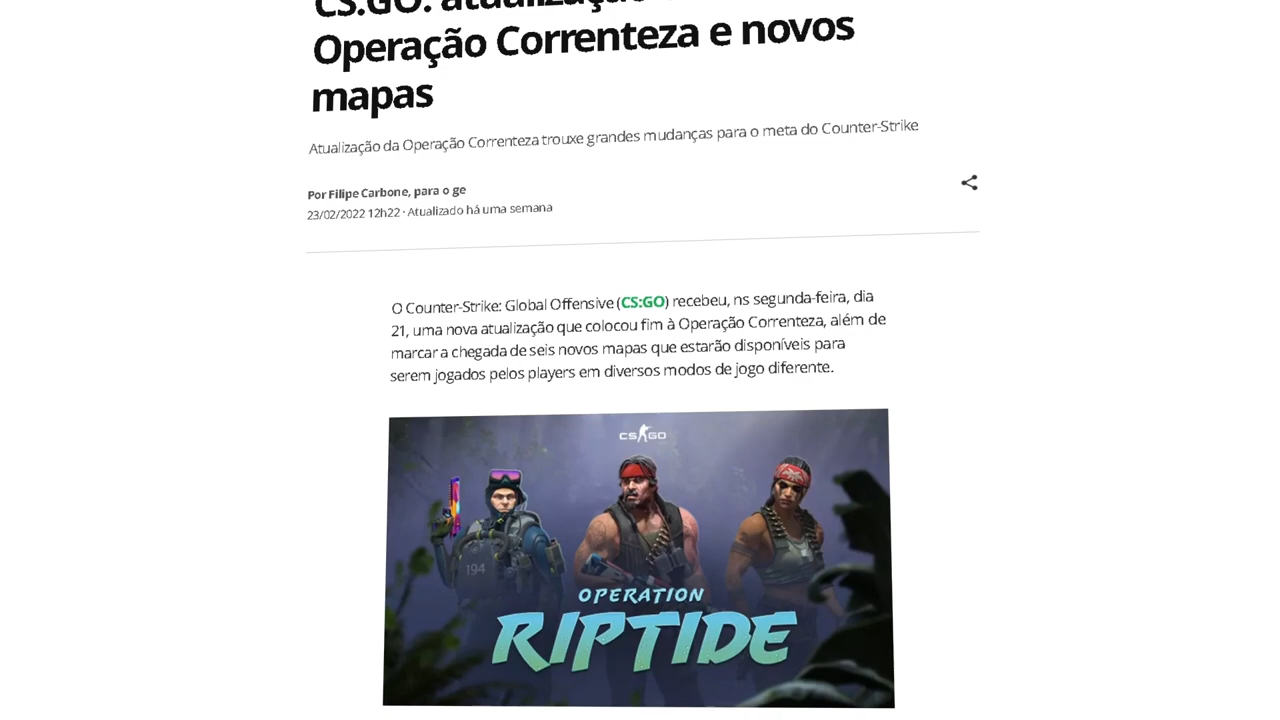 CS:GO: atualização
Operação Correnteza e novos
mapas
Atualização da Operação Correnteza trouxe grandes mudanças para o meta do Counter-Strike
Por Filipe Carbone, para o ge
23/02/2022 12h22 · Atualizado há uma semana
O Counter-Strike: Global Offensive (CS:GO) recebeu, ns segunda-feira, dia
21, uma nova atualização que colocou fim à Operação Correnteza, além de
marcar a chegada de seis novos mapas que estarão disponíveis para
serem jogados pelos players em diversos modos de jogo diferente.
CS GO
194
OPERATION
RIPTIDE